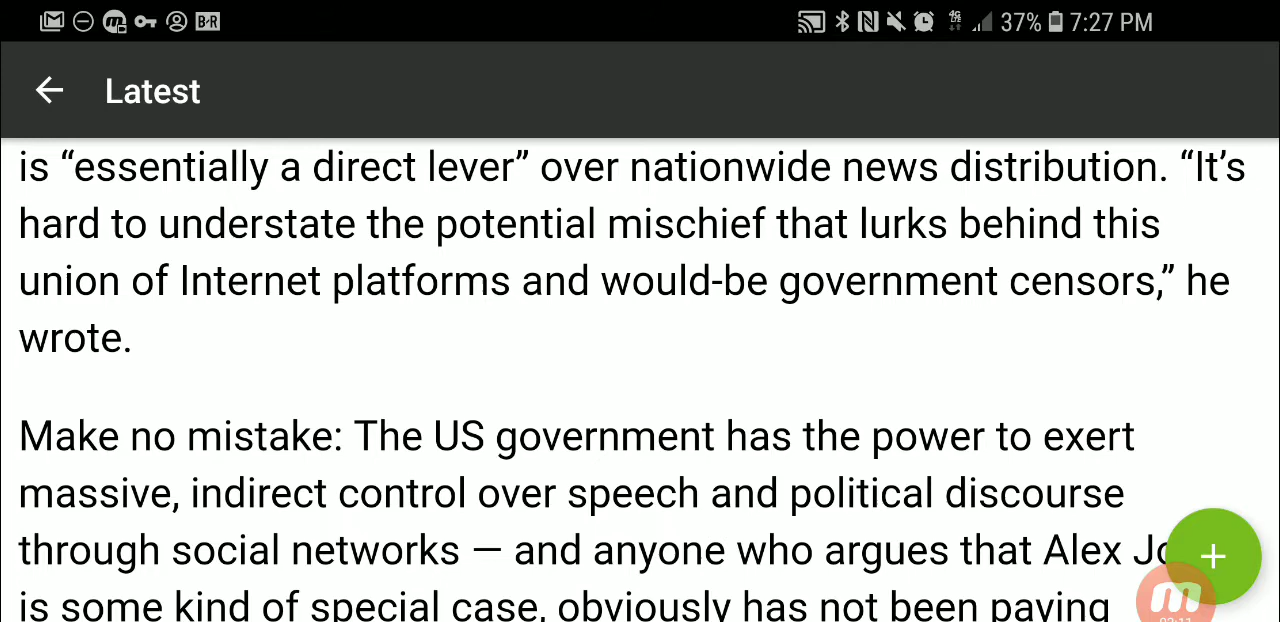 B-R
4G
LTE
37%
7:27 PM
Latest
is “essentially a direct lever” over nationwide news distribution. “It’s
hard to understate the potential mischief that lurks behind this
union of Internet platforms and would-be government censors,” he
wrote.
Make no mistake: The US government has the power to exert
massive, indirect control over speech and political discourse
through social networks — and anyone who argues that Alex
is some kind of special case, obviously has not been paying